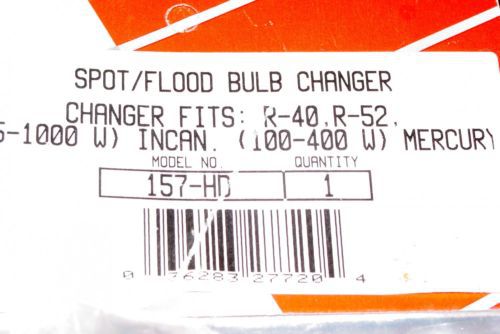 SPOT/FLOOD BULB CHANGER
CHANGER FITS: R-40,R-52,
5-1000 W) INCAN. (100-400 W) MERCURY
MODEL NO. QUANTITY
157-HD 1
0 76283 27720 4